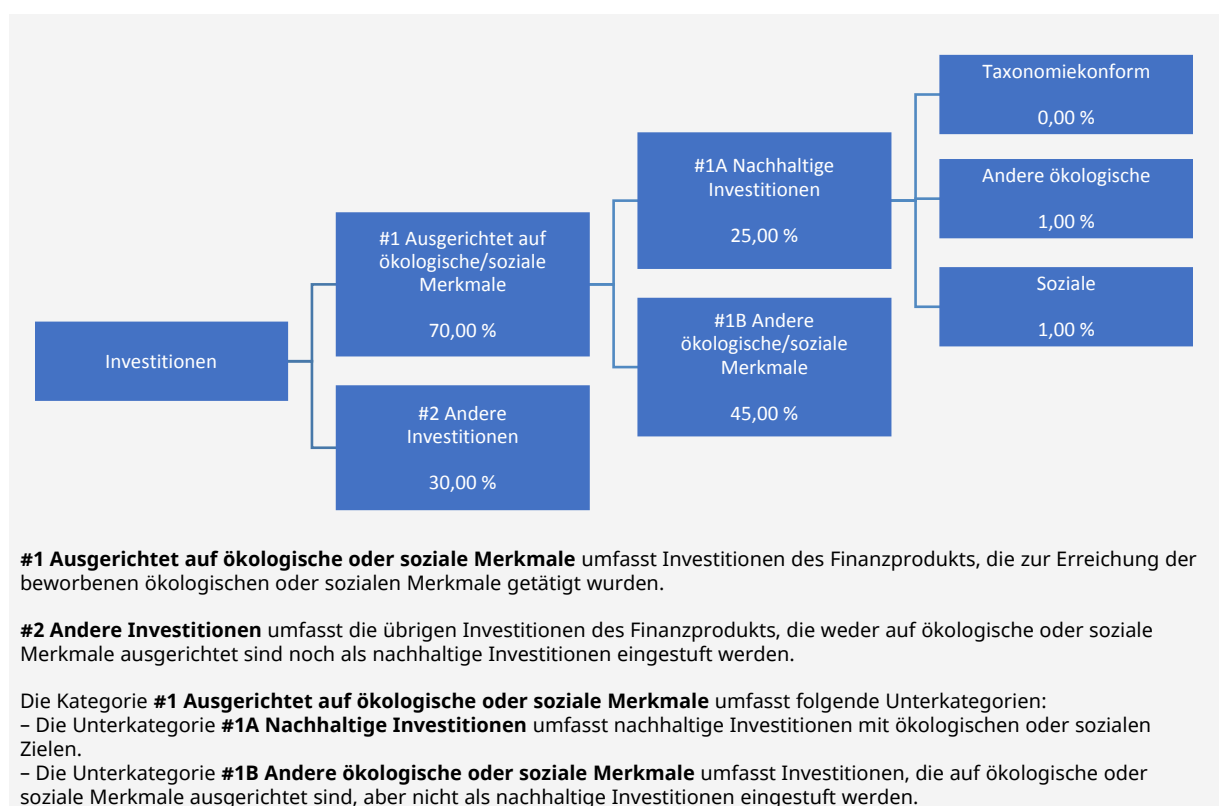 Investitionen
#1 Ausgerichtet auf
ökologische/soziale
Merkmale
70,00 %
#2 Andere
Investitionen
30,00 %
#1A Nachhaltige
Investitionen
25,00 %
#1B Andere
ökologische/soziale
Merkmale
45,00 %
Taxonomiekonform
0,00 %
Andere ökologische
1,00 %
Soziale
1,00 %
#1 Ausgerichtet auf ökologische oder soziale Merkmale umfasst Investitionen des Finanzprodukts, die zur Erreichung der
beworbenen ökologischen oder sozialen Merkmale getätigt wurden.
#2 Andere Investitionen umfasst die übrigen Investitionen des Finanzprodukts, die weder auf ökologische oder soziale
Merkmale ausgerichtet sind noch als nachhaltige Investitionen eingestuft werden.
Die Kategorie #1 Ausgerichtet auf ökologische oder soziale Merkmale umfasst folgende Unterkategorien:
– Die Unterkategorie #1A Nachhaltige Investitionen umfasst nachhaltige Investitionen mit ökologischen oder sozialen
Zielen.
– Die Unterkategorie #1B Andere ökologische oder soziale Merkmale umfasst Investitionen, die auf ökologische oder
soziale Merkmale ausgerichtet sind, aber nicht als nachhaltige Investitionen eingestuft werden.